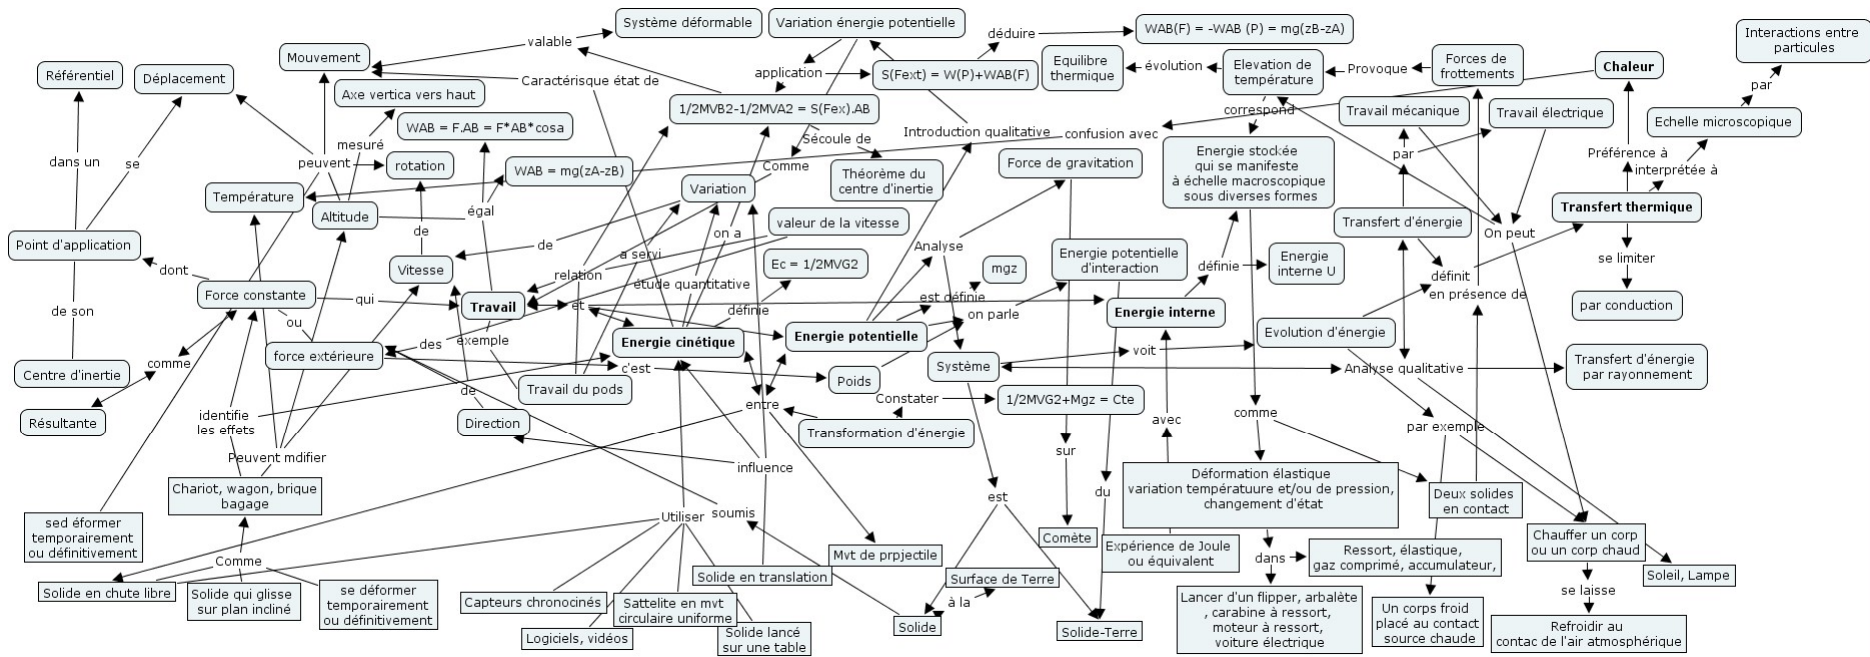 Système déformable
Variation énergie potentielle
déduire
WAB(F) = -WAB (P) = mg(zB-zA)
Interactions entre
particules
Mouvement
valable
Référentiel
Déplacement
Caractérisque état de
application
S(Fext) = W(P)+WAB(F)
Equilibre
thermique
évolution
Elevation de
température
Provoque
Forces de
frottements
Chaleur
par
Axe vertica vers haut
1/2MVB2-1/2MVA2 = S(Fex).AB
correspond
Travail mécanique
Travail électrique
Echelle microscopique
WAB = F.AB = F*AB*cosa
Sécoule de
Introduction qualitative
confusion avec
dans un
se
mesuré
peuvent
rotation
WAB = mg(zA-zB)
Comme
Théorème du
centre d'inertie
Force de gravitation
Energie stockée
qui se manifeste
à échelle macroscopique
sous diverses formes
par
Préférence à
interprétée à
Température
Altitude
égal
Variation
valeur de la vitesse
Transfert d'énergie
On peut
Transfert thermique
Point d'application
de
on a
de
Analyse
a servi
Ec = 1/2MVG2
mgz
Energie potentielle
d'interaction
définie
Energie
interne U
définit
se limiter
dont
Vitesse
relation
étude quantitative
Force constante
qui
Travail
et
définie
est définie
on parle
Energie interne
en présence de
par conduction
de son
ou
force extérieure
des
exemple
Energie cinétique
Energie potentielle
Evolution d'énergie
comme
c'est
Centre d'inertie
Travail du pods
Poids
Système
voit
Analyse qualitative
Transfert d'énergie
par rayonnement
Résultante
identifie
les effets
de
Direction
entre
Constater
1/2MVG2+Mgz = Cte
Transformation d'énergie
avec
comme
par exemple
Peuvent mdifier
influence
sur
Chariot, wagon, brique
bagage
est
du
Déformation élastique
variation températuure et/ou de pression,
changement d'état
Deux solides
en contact
sed éformer
temporairement
ou définitivement
Utiliser
soumis
Comète
Chauffer un corp
ou un corp chaud
Comme
Mvt de prpjectile
Expérience de Joule
ou équivalent
dans
Ressort, élastique,
gaz comprimé, accumulateur,
Soleil, Lampe
Solide en chute libre
Solide qui glisse
sur plan incliné
se déformer
temporairement
ou définitivement
Capteurs chronocinés
Solide en translation
Sattelite en mvt
circulaire uniforme
Surface de Terre
à la
se laisse
Logiciels, vidéos
Solide lancé
sur une table
Solide
Solide-Terre
Lancer d'un flipper, arbalète
, carabine à ressort,
moteur à ressort,
voiture électrique
Un corps froid
placé au contact
source chaude
Refroidir au
contac de l'air atmosphérique